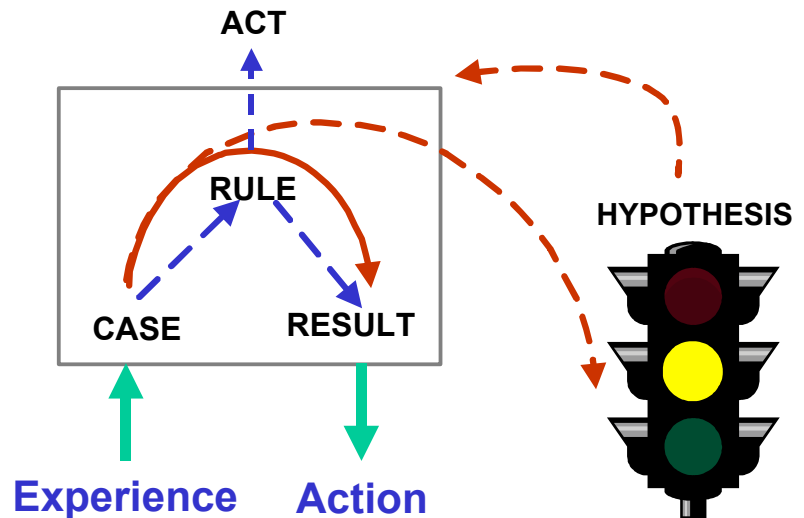 ACT
RULE
HYPOTHESIS
CASE
RESULT
Experience
Action